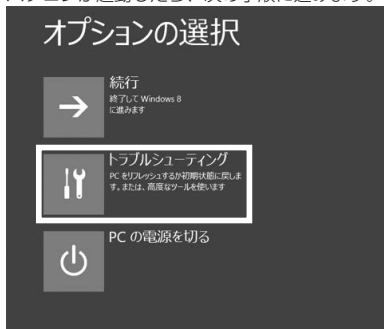 オプションの選択
続行
終了して Windows 8
に進みます
トラブルシューティング
PC をリフレッシュするか初期状態に戻しま
す。または、高度なツールを使います
PC の電源を切る